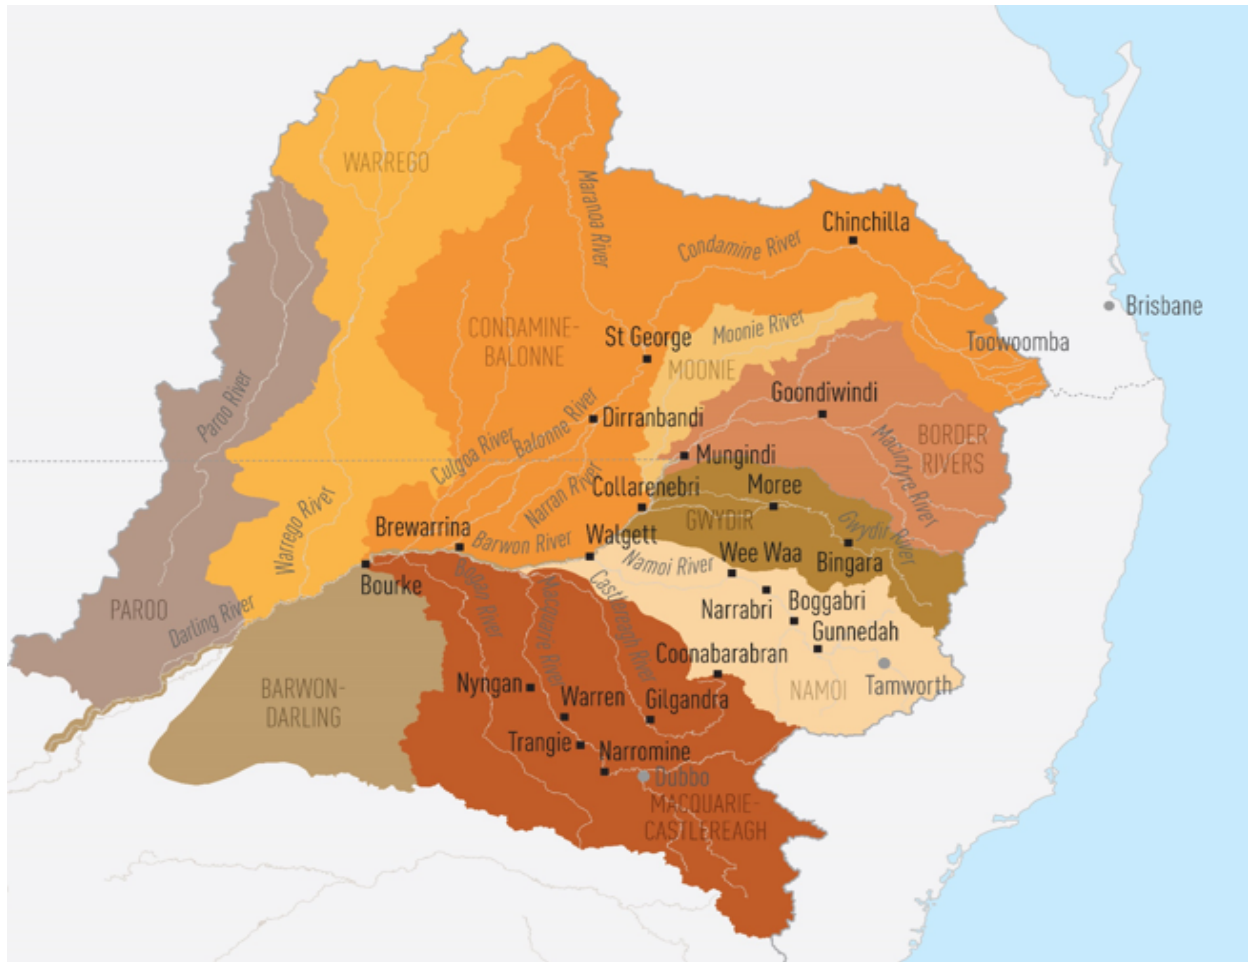 WARREGO
Maranoa River
Condamine River
Chinchilla
Brisbane
Toowoomba
CONDAMINE-
BALONNE
St George
Moonie River
MOONIE
Goondiwindi
Paroo River
Dirranbandi
BORDER
RIVERS
Macintyre River
Culgoa River
Balonne River
Mungindi
Narran River
Collarenebri
Moree
GWYDIR
Gwydir River
Warrego River
Brewarrina
Barwon River
Walgett
Wee Waa
Bingara
Namoi River
Bourke
Bogan River
Macquarie River
Castlereagh River
Narrabri
Boggabri
Gunnedah
PAROO
Darling River
Coonabarabran
Tamworth
NAMOI
BARWON-
DARLING
Nyngan
Warren
Gilgandra
Trangie
Narromine
Dubbo
MACQUARIE-
CASTLEREAGH